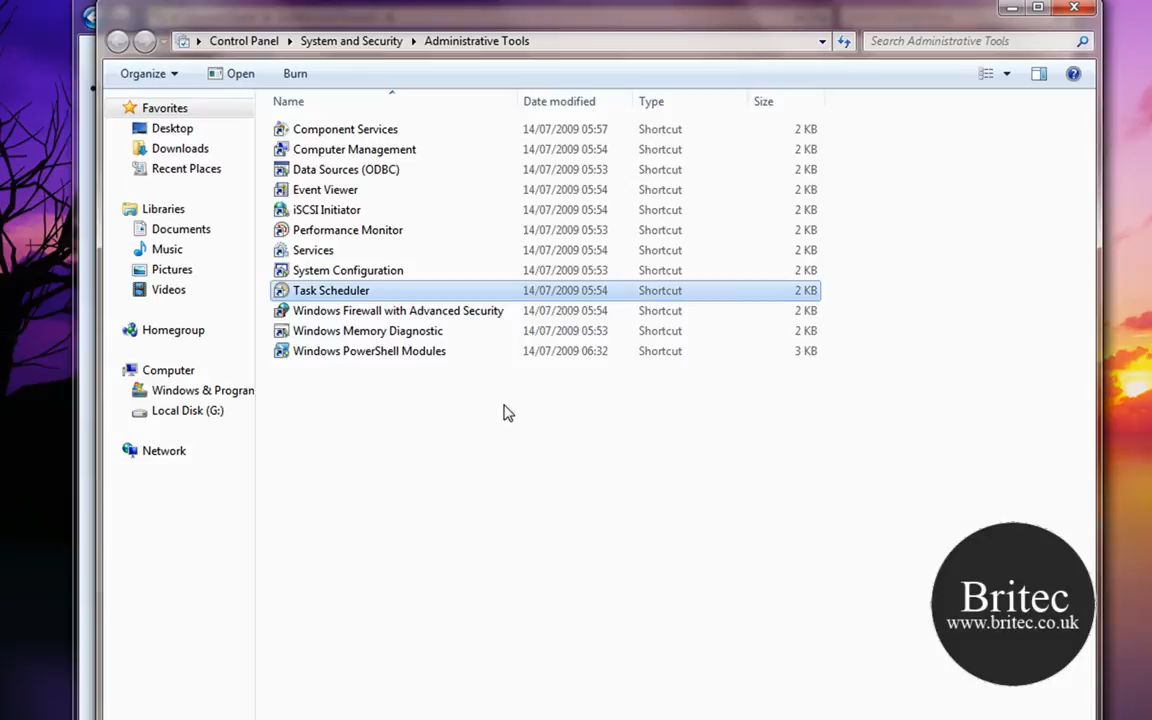 Control Panel System and Security Administrative Tools
Search Administrative Tools
Organize Open Burn
Name Date modified Type Size
Favorites
Desktop
Downloads
Recent Places
Libraries
Documents
Music
Pictures
Videos
Homegroup
Computer
Windows & Progran
Local Disk (G:)
Network
Component Services 14/07/2009 05:57 Shortcut 2 KB
Computer Management 14/07/2009 05:54 Shortcut 2 KB
Data Sources (ODBC) 14/07/2009 05:53 Shortcut 2 KB
Event Viewer 14/07/2009 05:54 Shortcut 2 KB
iSCSI Initiator 14/07/2009 05:54 Shortcut 2 KB
Performance Monitor 14/07/2009 05:53 Shortcut 2 KB
Services 14/07/2009 05:54 Shortcut 2 KB
System Configuration 14/07/2009 05:53 Shortcut 2 KB
Task Scheduler 14/07/2009 05:54 Shortcut 2 KB
Windows Firewall with Advanced Security 14/07/2009 05:54 Shortcut 2 KB
Windows Memory Diagnostic 14/07/2009 05:53 Shortcut 2 KB
Windows PowerShell Modules 14/07/2009 06:32 Shortcut 3 KB
Britec
www.britec.co.uk